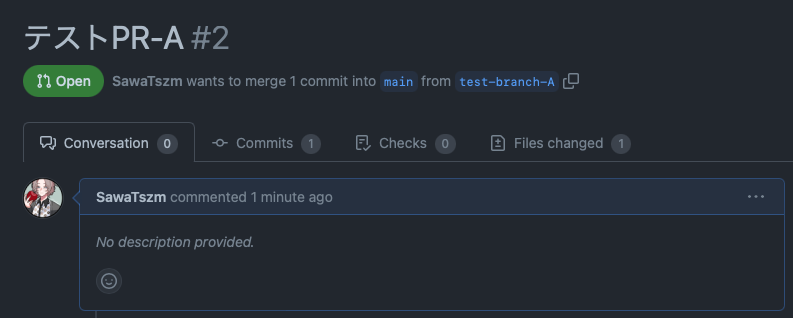 テストPR-A #2
Open SawaTszm wants to merge 1 commit into main from test-branch-A
Conversation 0 Commits 1 Checks 0 Files changed 1
SawaTszm commented 1 minute ago
No description provided.